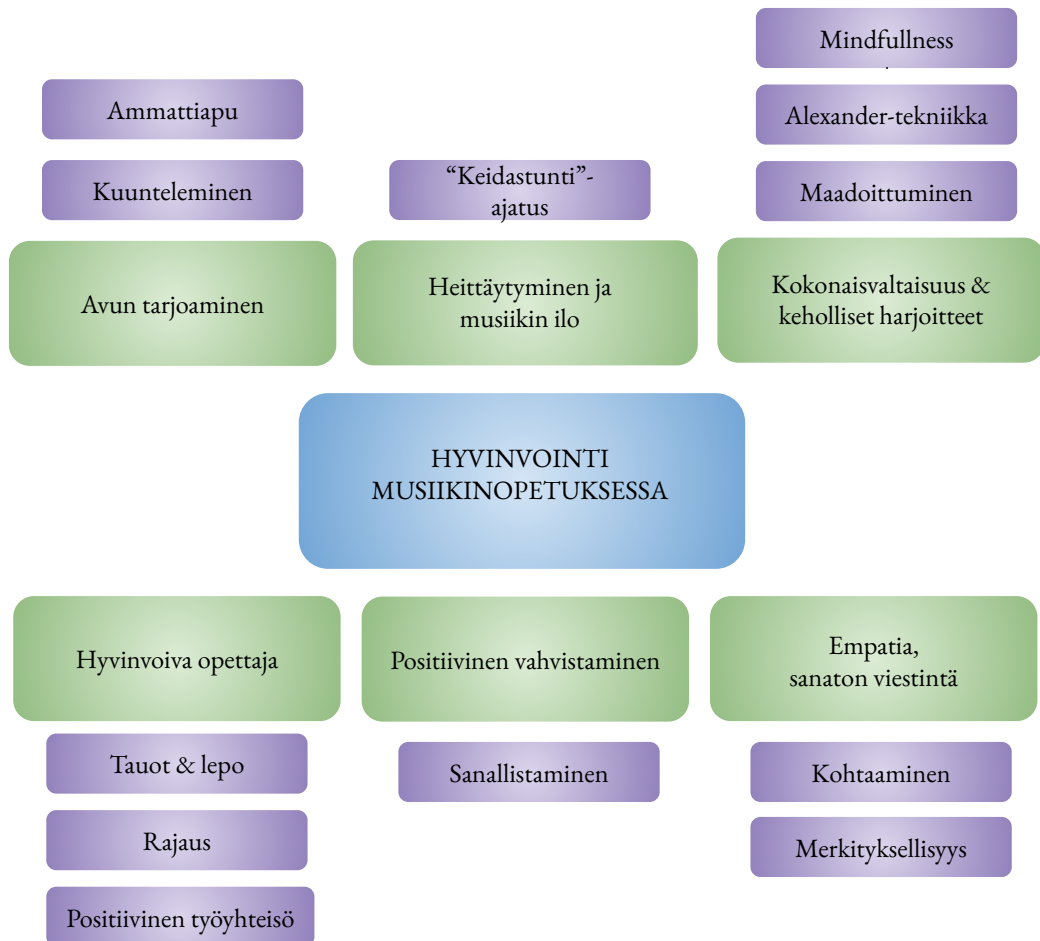 Mindfullness
Ammattiapu
Alexander-tekniikka
Kuunteleminen
“Keidastunti”-
ajatus
Maadoittuminen
Avun tarjoaminen
Heittäytyminen ja
musiikin ilo
Kokonaisvaltaisuus &
keholliset harjoitteet
HYVINVOINTI
MUSIIKINOPETUKSESSA
Hyvinvoiva opettaja
Positiivinen vahvistaminen
Empatia,
sanaton viestintä
Tauot & lepo
Sanallistaminen
Kohtaaminen
Rajaus
Merkityksellisyys
Positiivinen työyhteisö